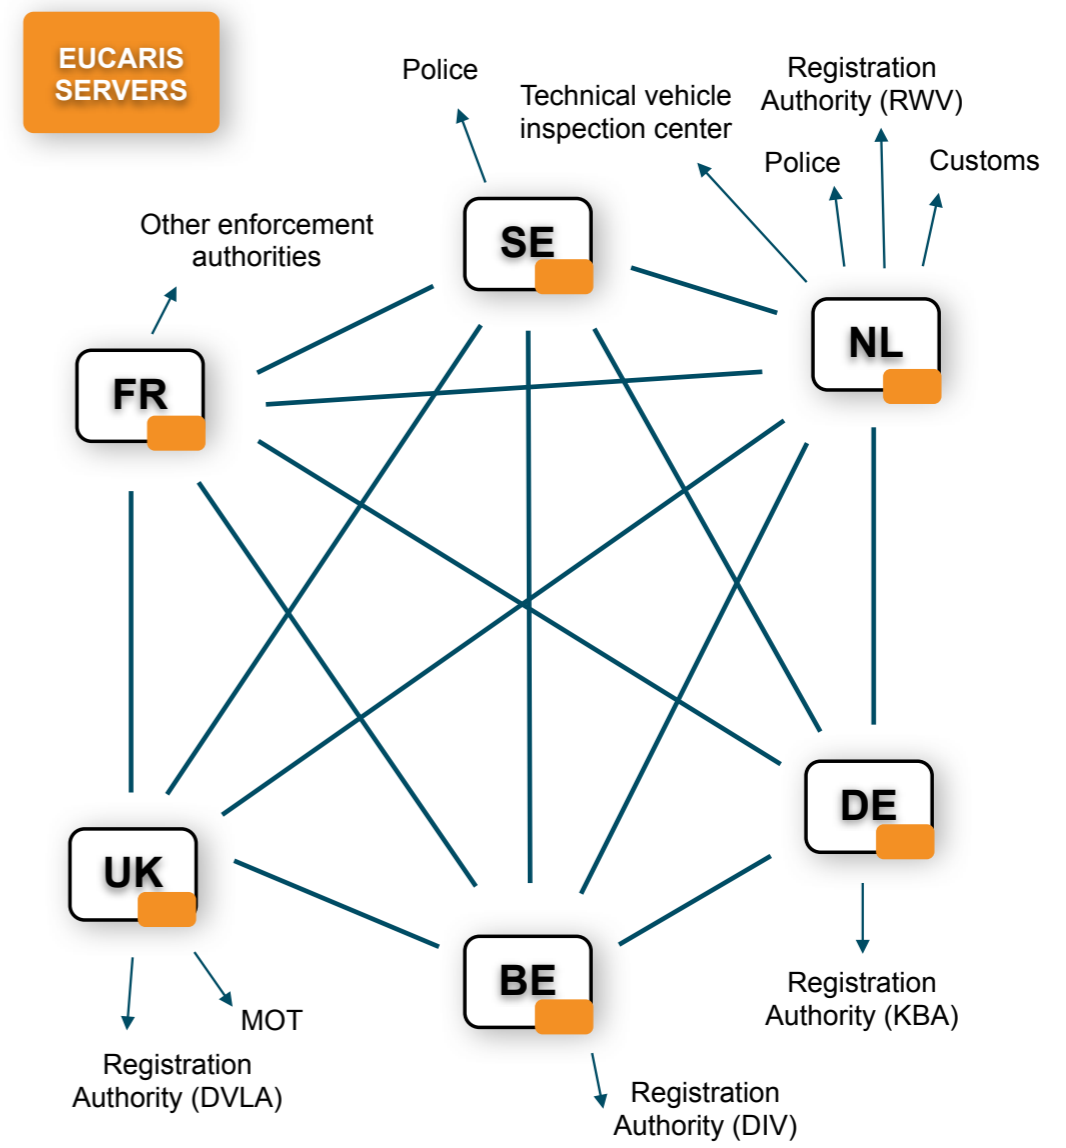 EUCARIS
SERVERS
Police
Technical vehicle
inspection center
Registration
Authority (RWV)
Police
Customs
Other enforcement
authorities
SE
NL
FR
DE
UK
BE
Registration
Authority (KBA)
MOT
Registration
Authority (DVLA)
Registration
Authority (DIV)